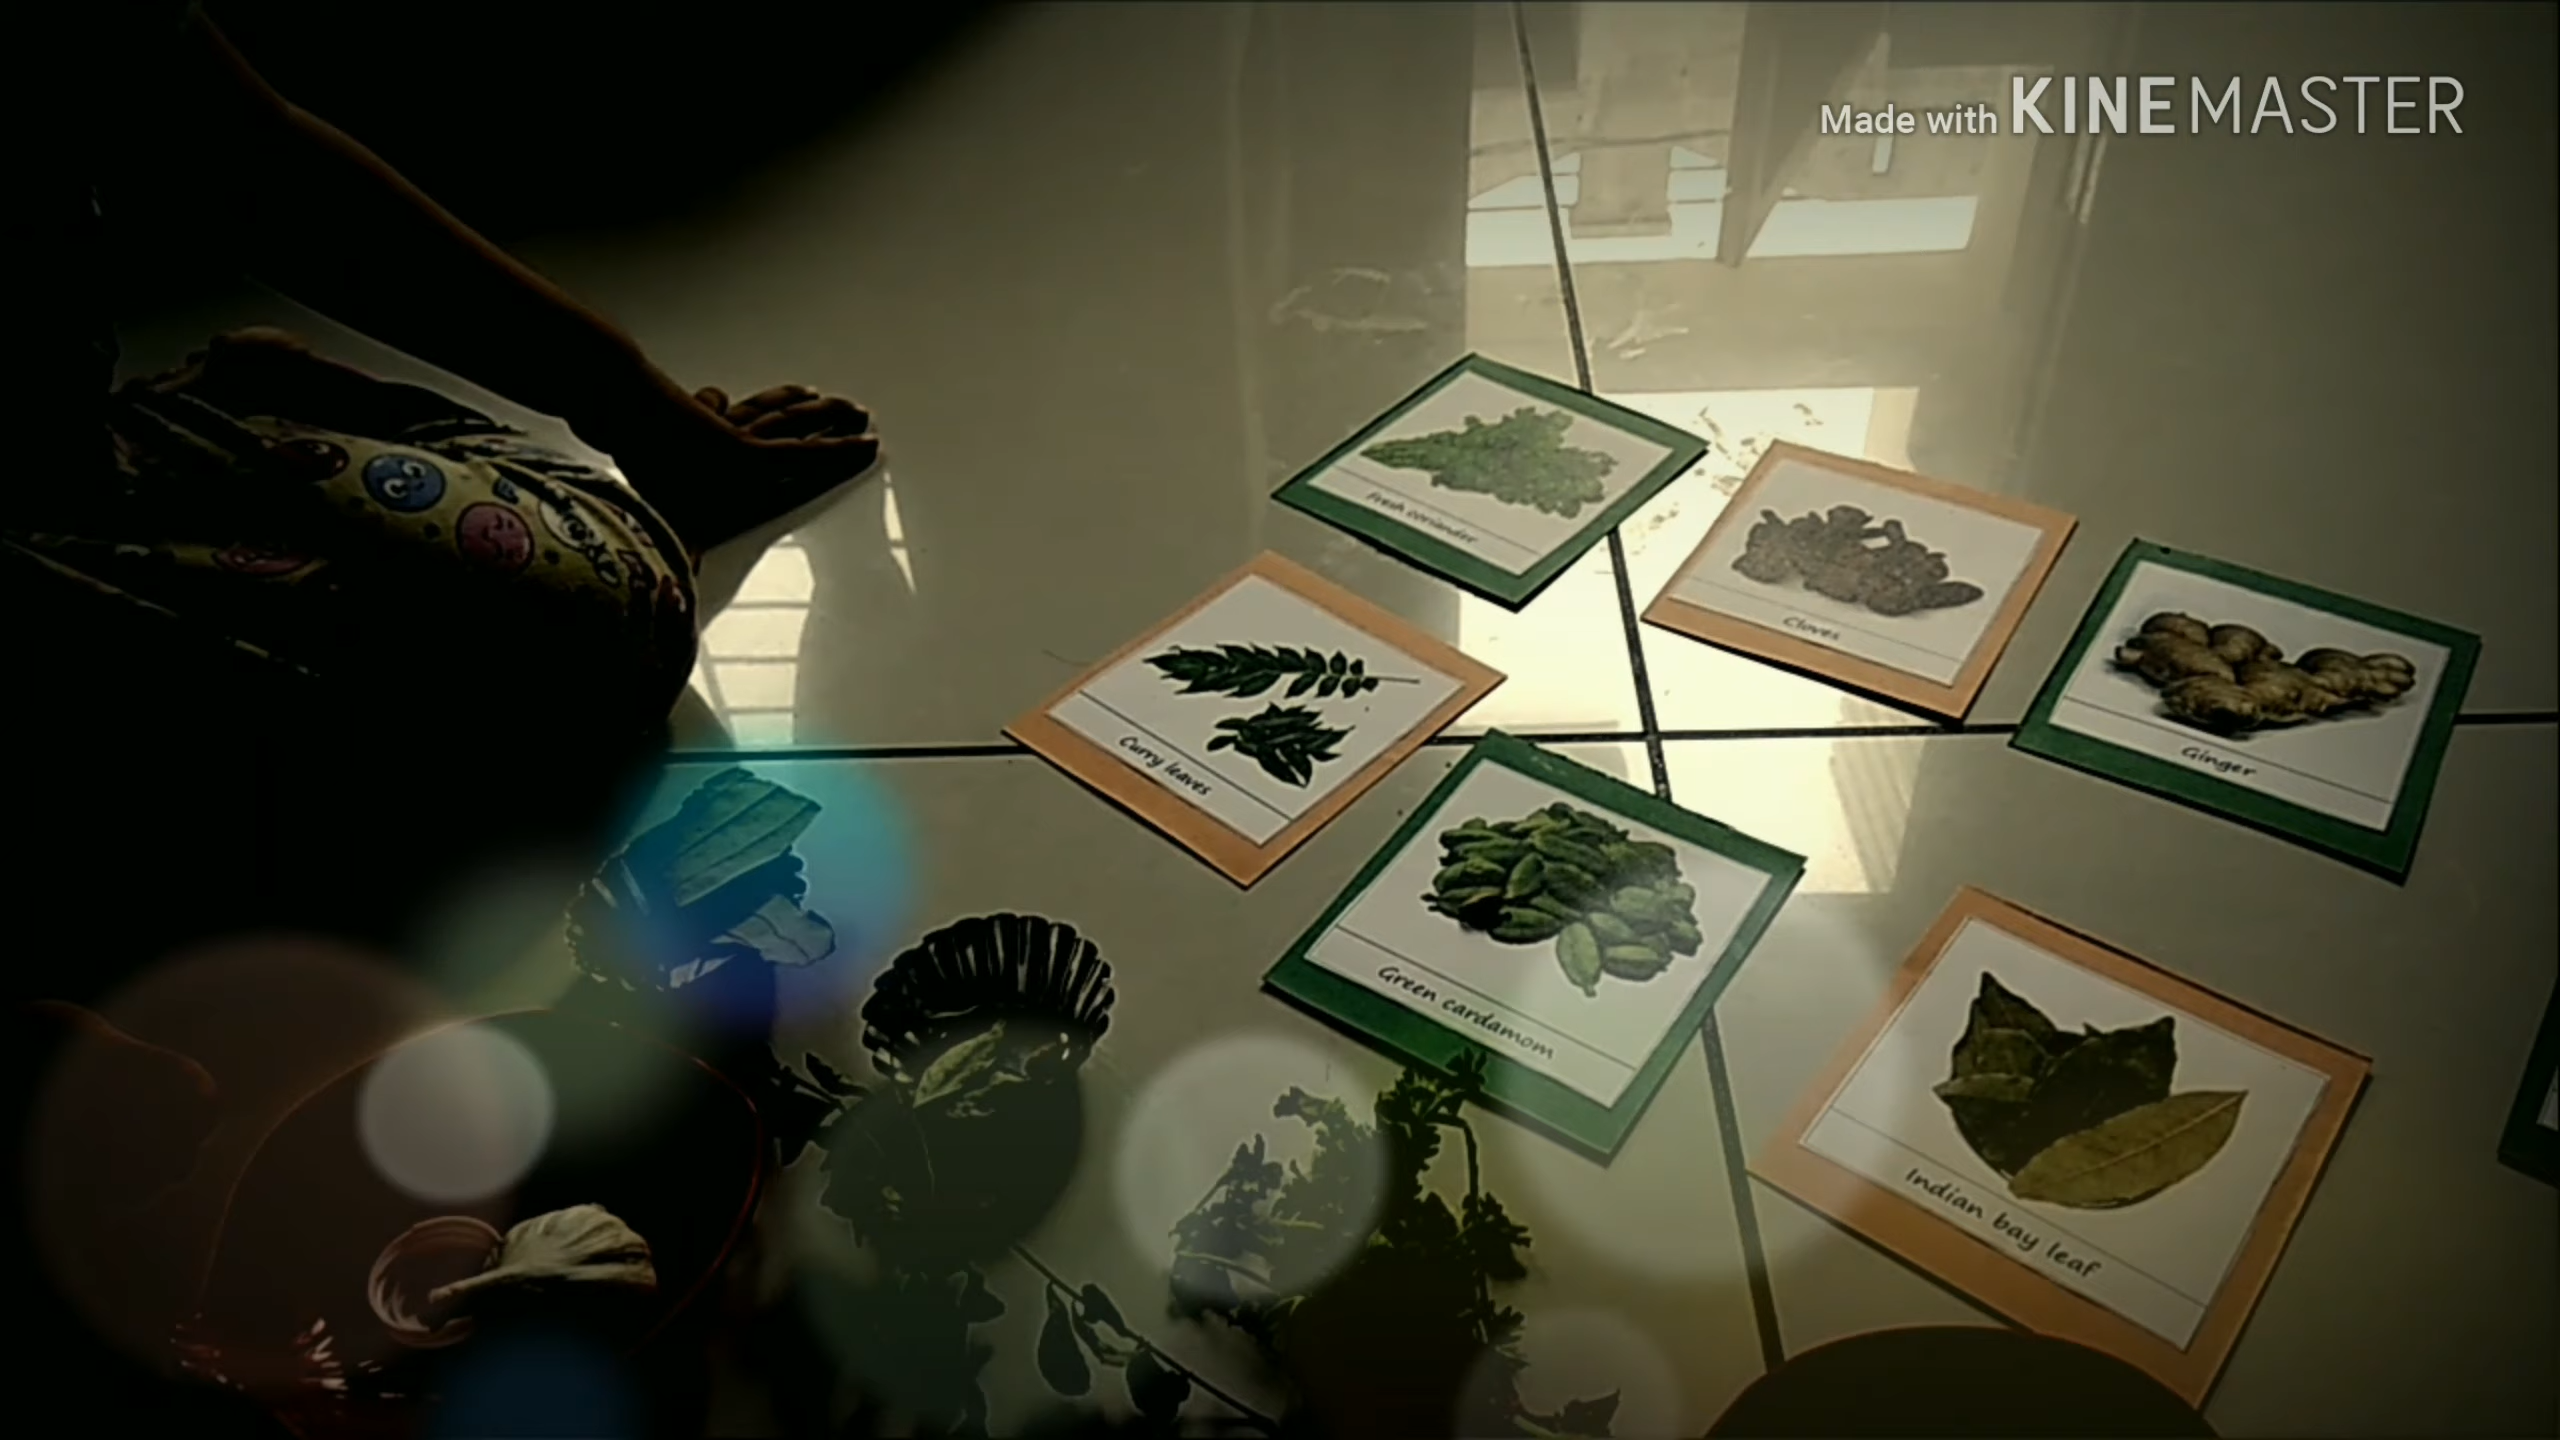 Made with KINEMASTER
Fresh coriander
Cloves
Curry leaves
Ginger
Green cardamom
Indian bay leaf